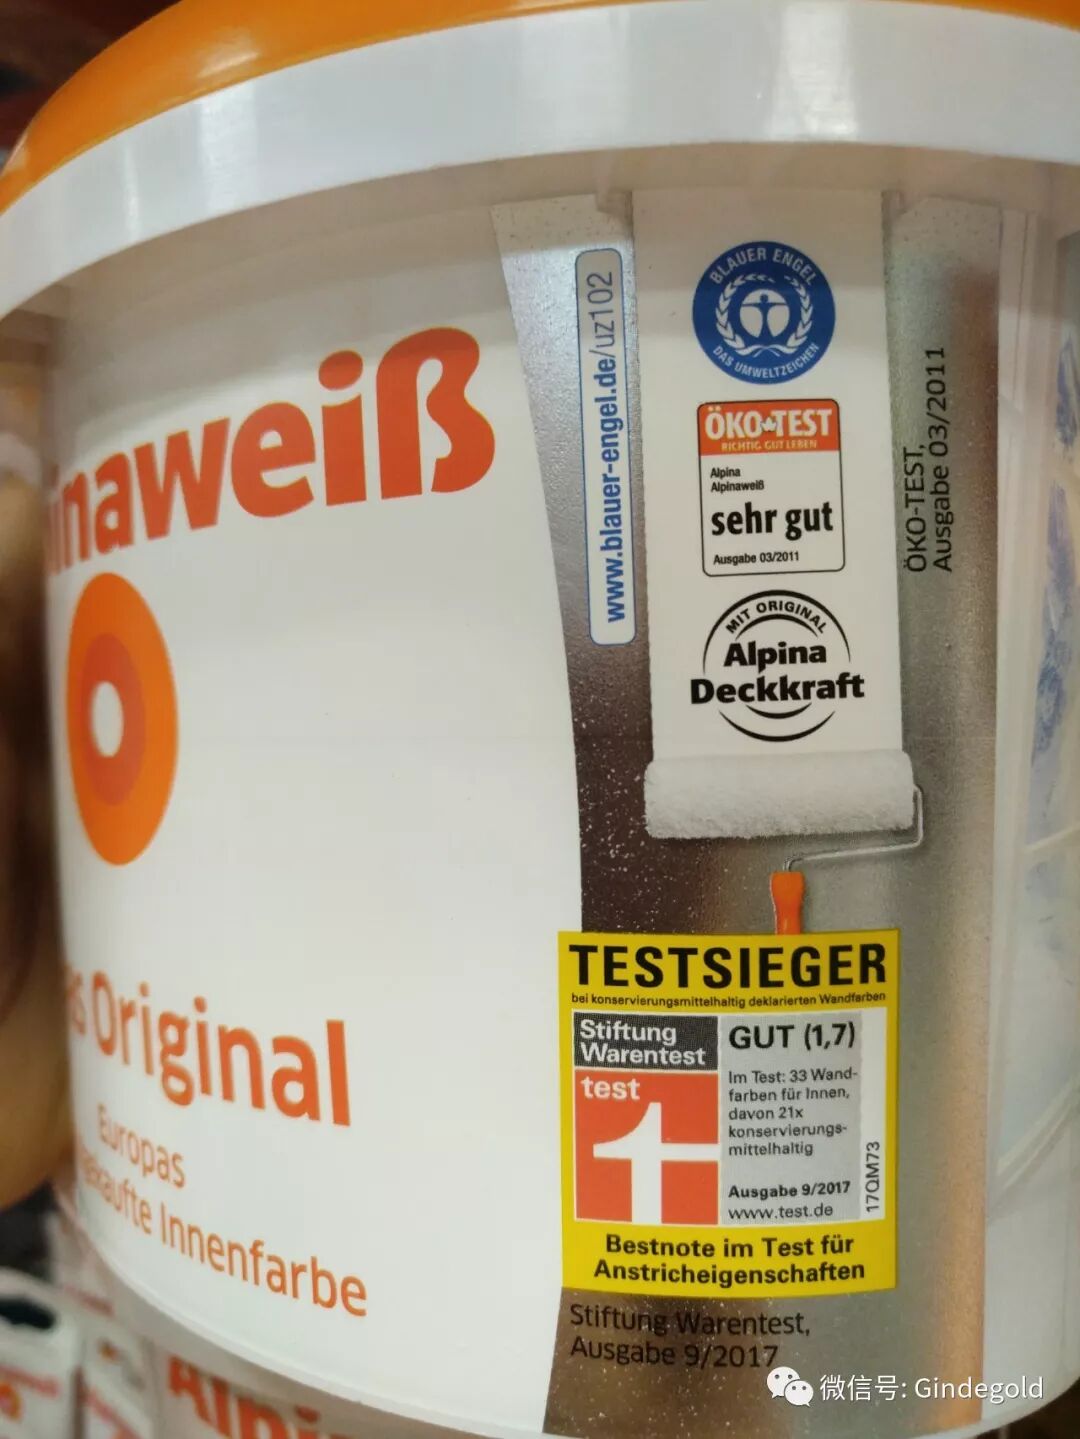 inaweiß
Original
Europas
gekaufte Innenfarbe
www.blauer-engel.de/uz102
BLAUER ENGEL
DAS UMWELTZEICHEN
ÖKO-TEST
RICHTIG GUT LEBEN
Alpina
Alpinaweiß
sehr gut
Ausgabe 03/2011
ÖKO-TEST,
Ausgabe 03/2011
MIT ORIGINAL
Alpina
Deckkraft
TESTSIEGER
bei konservierungsmittelhaltig deklarierten Wandfarben
Stiftung
Warentest
test
GUT (1,7)
Im Test: 33 Wand-
farben für Innen,
davon 21x
konservierungs-
mittelhaltig
Ausgabe 9/2017
www.test.de
17QM73
Bestnote im Test für
Anstricheigenschaften
Stiftung Warentest,
Ausgabe 9/2017
微信号: Gindegold